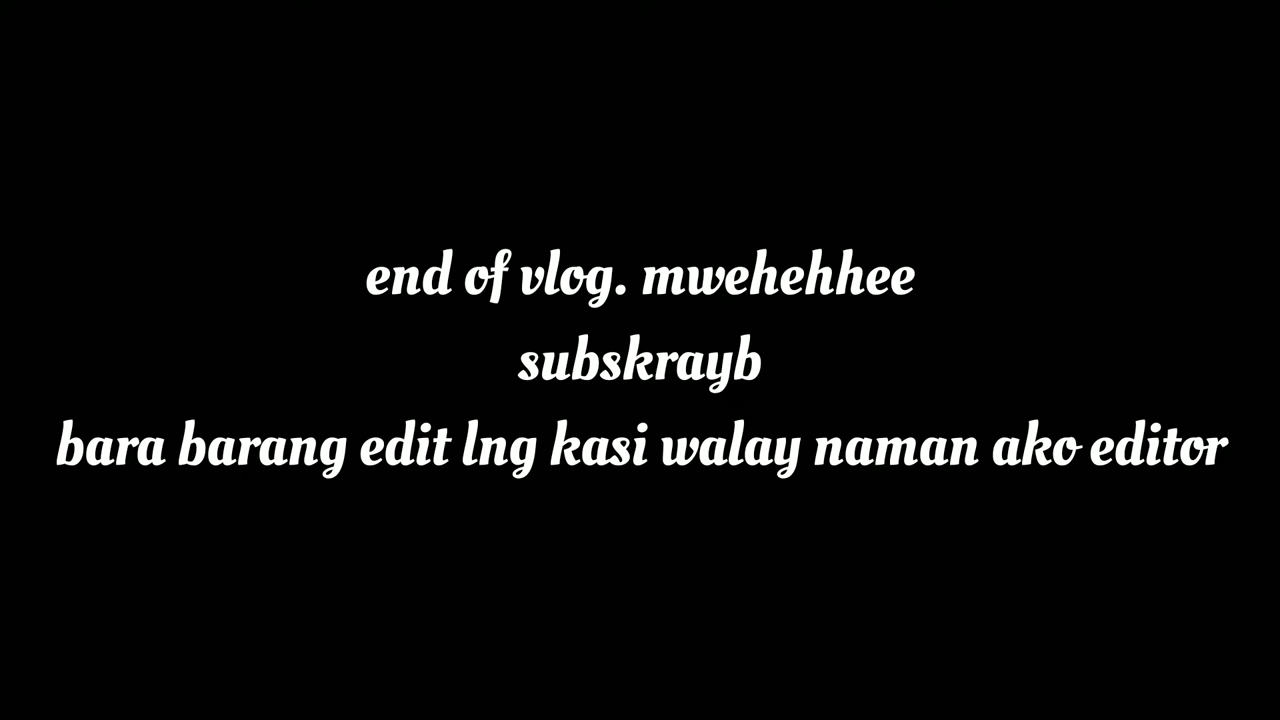 end of vlog. mwehehhee
subskrayb
bara barang edit lng kasi walay naman ako editor